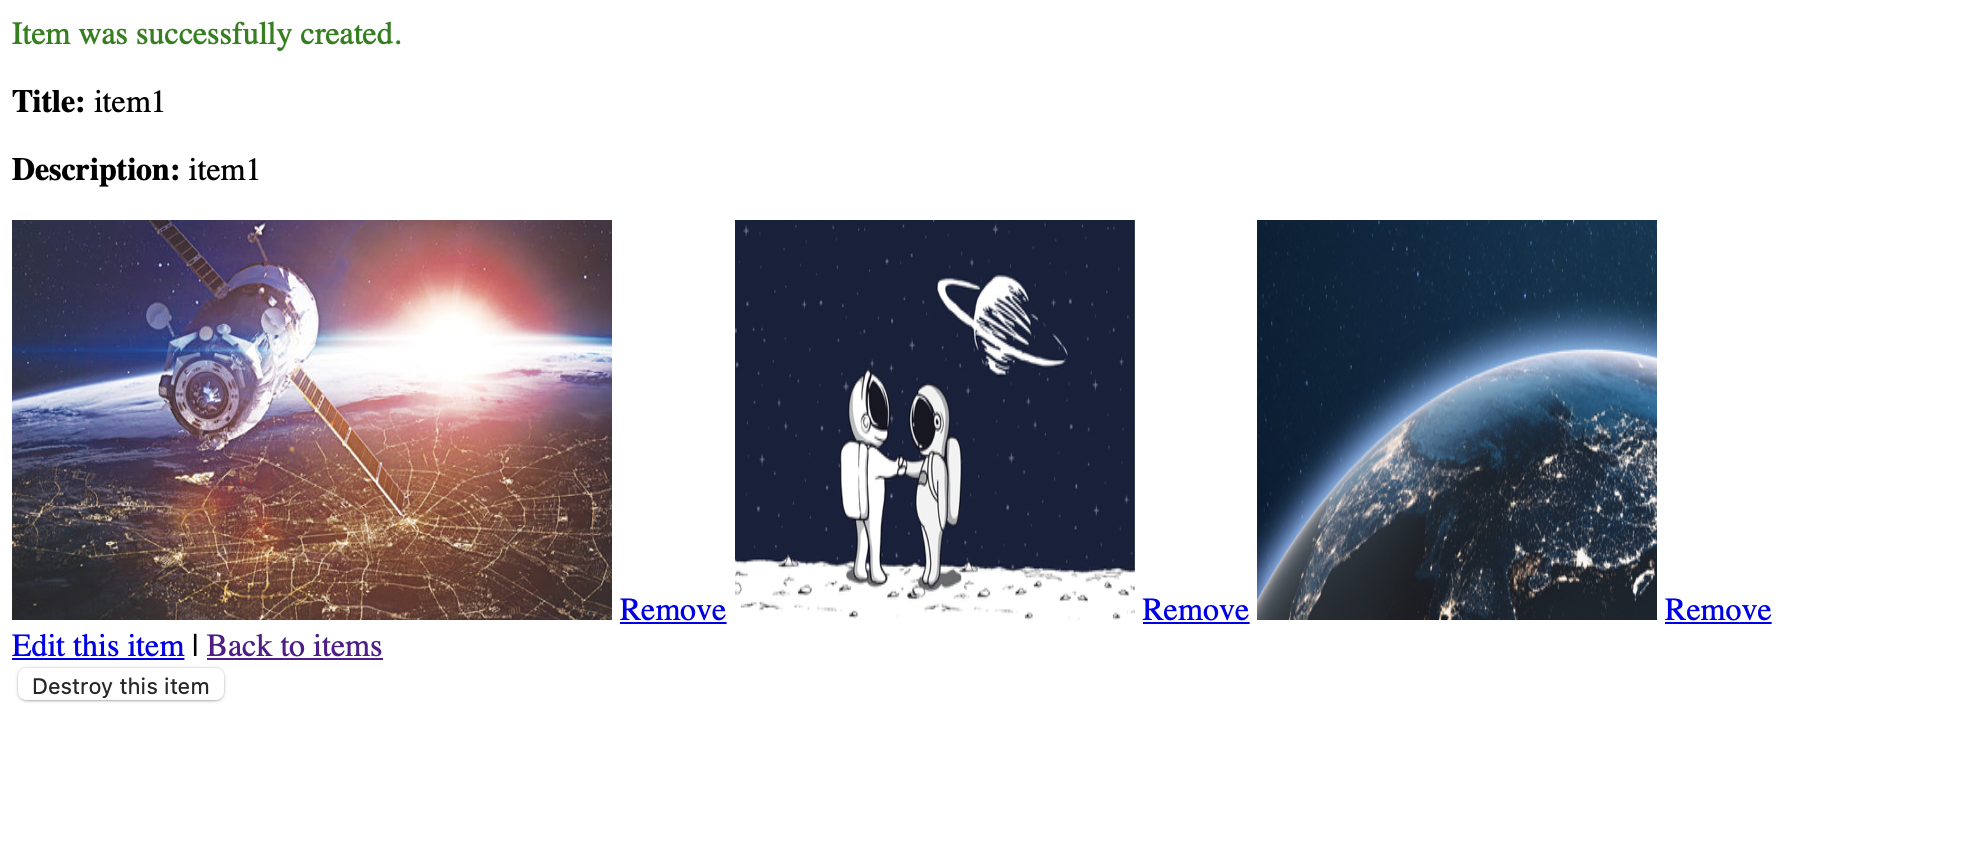 Item was successfully created.
Title: item1
Description: item1
Remove Remove Remove
Edit this item | Back to items
Destroy this item